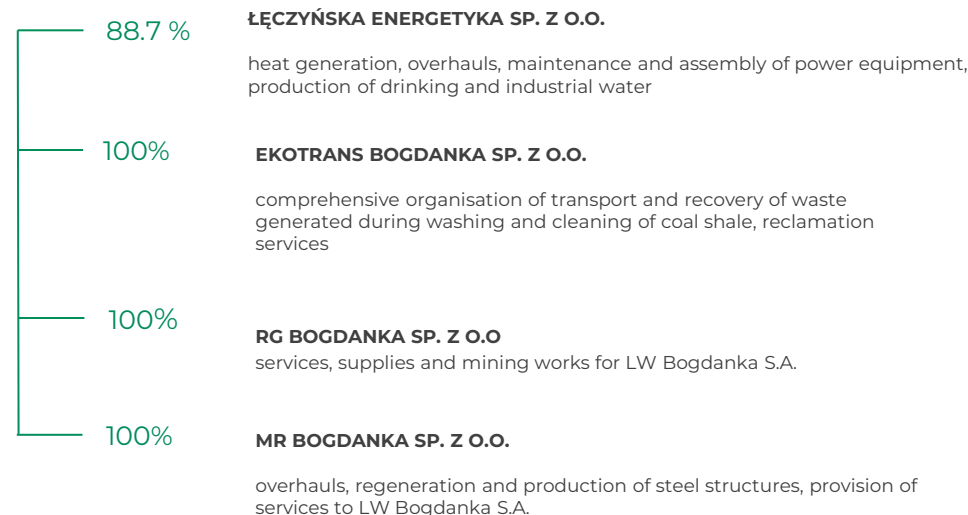 88.7 %
ŁĘCZYŃSKA ENERGETYKA SP. Z O.O.
heat generation, overhauls, maintenance and assembly of power equipment,
production of drinking and industrial water
100%
EKOTRANS BOGDANKA SP. Z O.O.
comprehensive organisation of transport and recovery of waste
generated during washing and cleaning of coal shale, reclamation
services
100%
RG BOGDANKA SP. Z O.O
services, supplies and mining works for LW Bogdanka S.A.
100%
MR BOGDANKA SP. Z O.O.
overhauls, regeneration and production of steel structures, provision of
services to LW Bogdanka S.A.